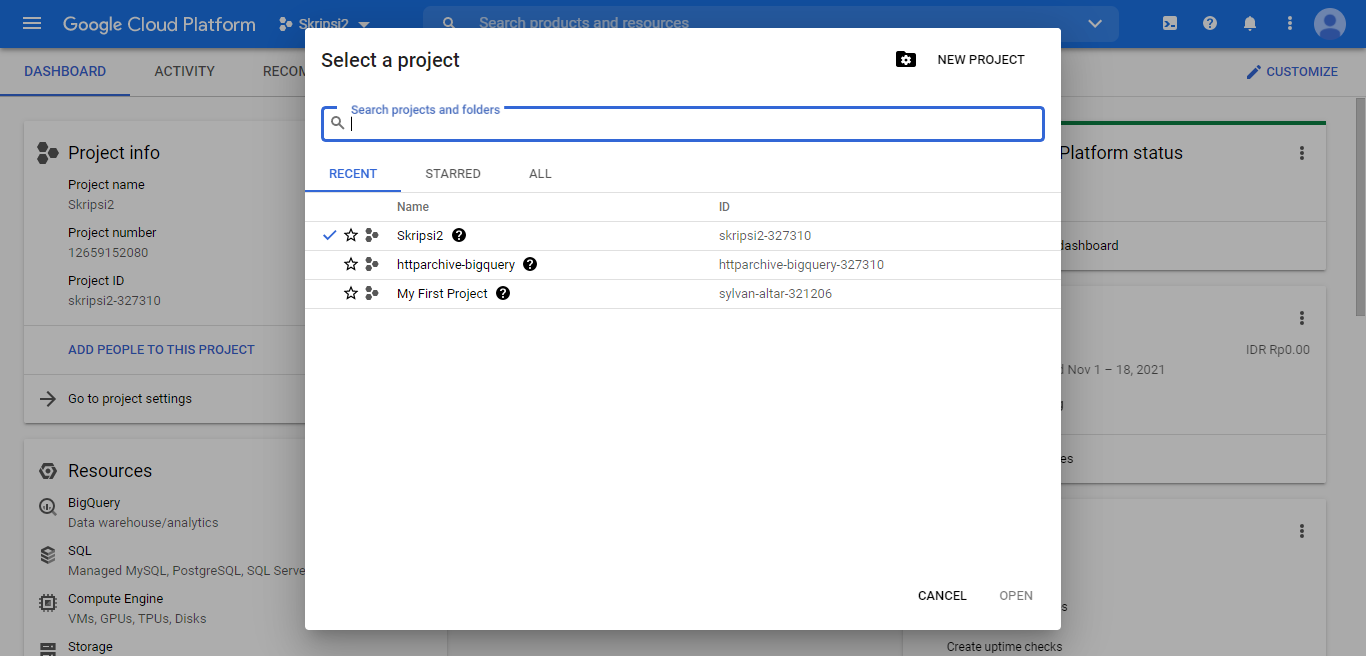 Google Cloud Platform
Skripsi2
Search products and resources
DASHBOARD
ACTIVITY
CUSTOMIZE
Select a project
NEW PROJECT
Search projects and folders
RECENT
STARRED
ALL
Name
ID
Skripsi2
skripsi2-327310
httparchive-bigquery
httparchive-bigquery-327310
My First Project
sylvan-altar-321206
CANCEL
OPEN
Project info
Project name
Skripsi2
Project number
12659152080
Project ID
skripsi2-327310
ADD PEOPLE TO THIS PROJECT
Go to project settings
Resources
BigQuery
Data warehouse/analytics
SQL
Managed MySQL, PostgreSQL, SQL
Compute Engine
VMs, GPUs, TPUs, Disks
Storage
Platform status
dashboard
IDR Rp0.00
Nov 1 – 18, 2021
Create uptime checks